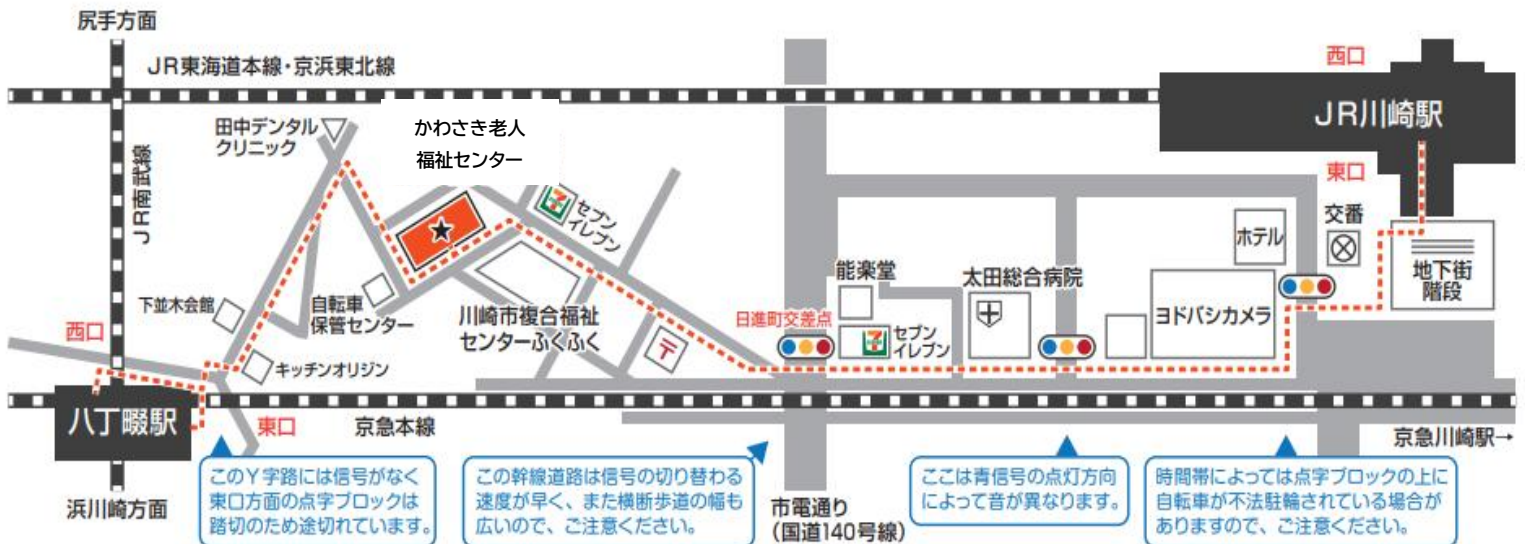 尻手方面
JR東海道本線・京浜東北線
西口
JR川崎駅
田中デンタル
クリニック
かわさき老人
福祉センター
JR南武線
東口
セブン
イレブン
交番
ホテル
能楽堂
太田総合病院
地下街
階段
下並木会館
自転車
保管センター
川崎市複合福祉
センターふくふく
日進町交差点
セブン
イレブン
ヨドバシカメラ
西口
〒
キッチンオリジン
八丁畷駅
東口
京急本線
京急川崎駅→
このY字路には信号がなく
東口方面の点字ブロックは
踏切のため途切れています。
この幹線道路は信号の切り替わる
速度が早く、また横断歩道の幅も
広いので、ご注意ください。
ここは青信号の点灯方向
によって音が異なります。
時間帯によっては点字ブロックの上に
自転車が不法駐輪されている場合が
ありますので、ご注意ください。
浜川崎方面
市電通り
(国道140号線)